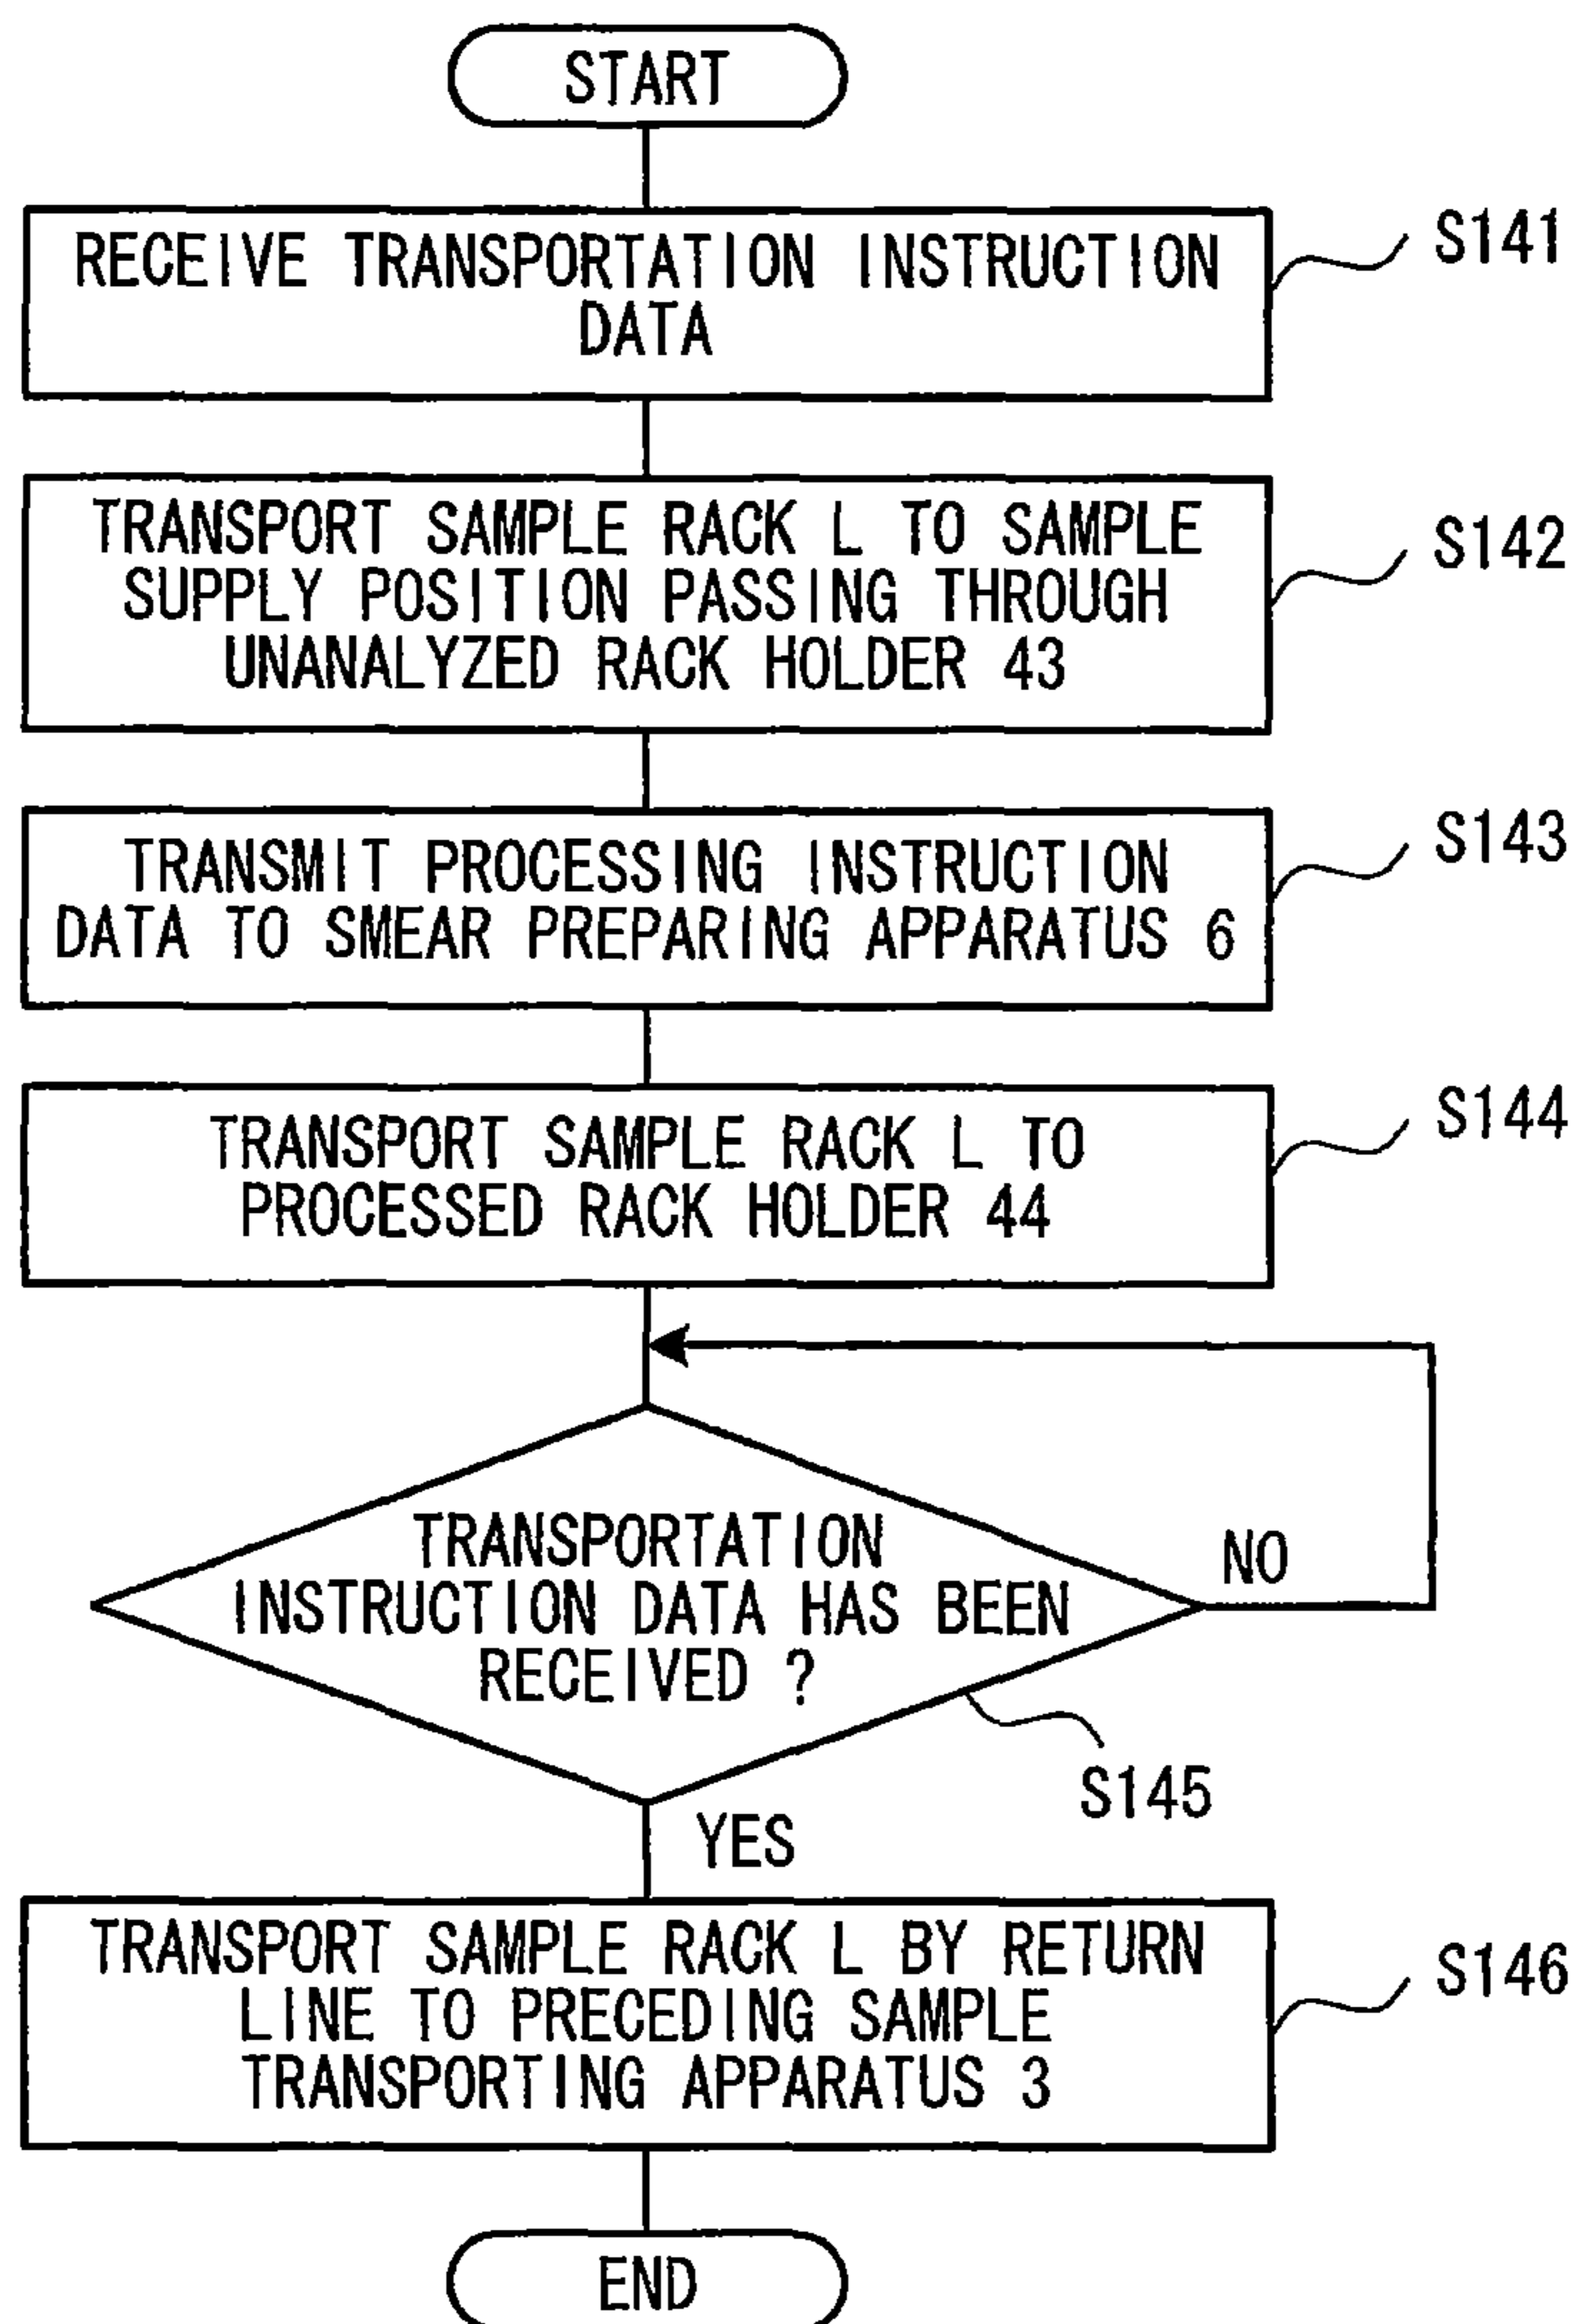 START
RECEIVE TRANSPORTATION INSTRUCTION
DATA
S141
TRANSPORT SAMPLE RACK L TO SAMPLE
SUPPLY POSITION PASSING THROUGH
UNANALYZED RACK HOLDER 43
S142
TRANSMIT PROCESSING INSTRUCTION
DATA TO SMEAR PREPARING APPARATUS 6
S143
TRANSPORT SAMPLE RACK L TO
PROCESSED RACK HOLDER 44
S144
TRANSPORTATION
INSTRUCTION DATA HAS BEEN
RECEIVED ?
NO
S145
YES
TRANSPORT SAMPLE RACK L BY RETURN
LINE TO PRECEDING SAMPLE
TRANSPORTING APPARATUS 3
S146
END